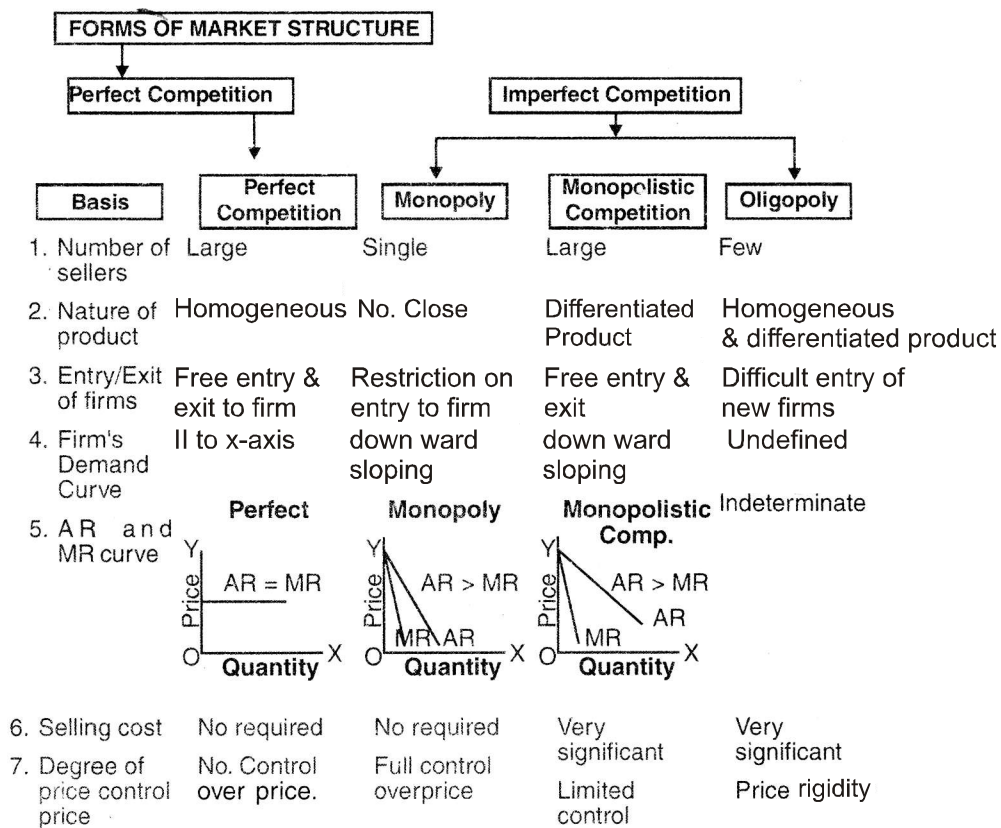 FORMS OF MARKET STRUCTURE
Perfect Competition
Imperfect Competition
Basis
Perfect
Competition
Monopoly
Monopolistic
Competition
Oligopoly
1. Number of
sellers
Large
Single
Large
Few
2. Nature of
product
Homogeneous
No. Close
Differentiated
Product
Homogeneous
& differentiated product
3. Entry/Exit
of firms
Free entry &
exit to firm
Restriction on
entry to firm
Free entry &
exit
Difficult entry of
new firms
4. Firm's
Demand
Curve
II to x-axis
down ward
sloping
down ward
sloping
Undefined
5. AR and
MR curve
Perfect
Y
Price
AR = MR
O
X
Quantity
Monopoly
Y
Price
AR > MR
MR
AR
O
X
Quantity
Monopolistic
Comp.
Y
Price
AR > MR
AR
MR
O
X
Quantity
Indeterminate
6. Selling cost
No required
No required
Very
significant
Very
significant
7. Degree of
price control
price
No. Control
over price.
Full control
overprice
Limited
control
Price rigidity